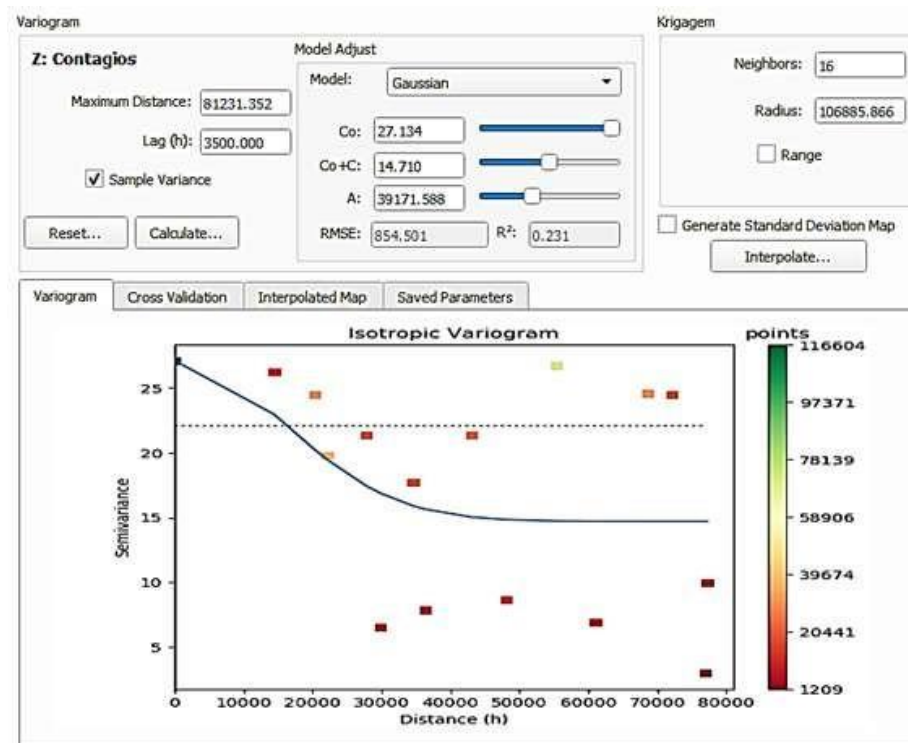 Variogram
Z: Contagios
Maximum Distance: 81231.352
Lag (h): 3500.000
Sample Variance
Reset...
Calculate...
Model Adjust
Model: Gaussian
Co: 27.134
Co+C: 14.710
A: 39171.588
RMSE: 854.501 R²: 0.231
Krigagem
Neighbors: 16
Radius: 106885.866
Range
Generate Standard Deviation Map
Interpolate...
Variogram
Cross Validation
Interpolated Map
Saved Parameters
Isotropic Variogram
points
Semivariance
25
20
15
10
5
0 10000 20000 30000 40000 50000 60000 70000 80000
Distance (h)
116604
97371
78139
58906
39674
20441
1209